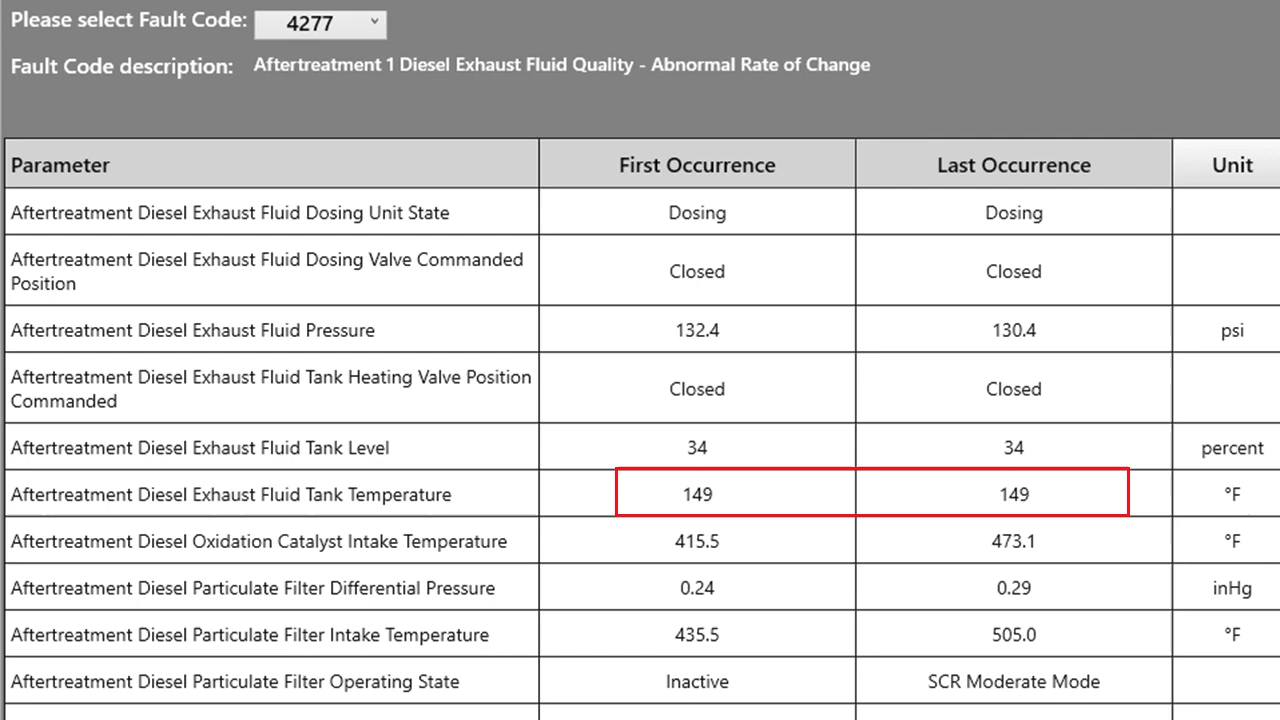 Please select Fault Code: 4277
Fault Code description: Aftertreatment 1 Diesel Exhaust Fluid Quality - Abnormal Rate of Change
Parameter First Occurrence Last Occurrence Unit
Aftertreatment Diesel Exhaust Fluid Dosing Unit State Dosing Dosing
Aftertreatment Diesel Exhaust Fluid Dosing Valve Commanded
Position Closed Closed
Aftertreatment Diesel Exhaust Fluid Pressure 132.4 130.4 psi
Aftertreatment Diesel Exhaust Fluid Tank Heating Valve Position
Commanded Closed Closed
Aftertreatment Diesel Exhaust Fluid Tank Level 34 34 percent
Aftertreatment Diesel Exhaust Fluid Tank Temperature 149 149 °F
Aftertreatment Diesel Oxidation Catalyst Intake Temperature 415.5 473.1 °F
Aftertreatment Diesel Particulate Filter Differential Pressure 0.24 0.29 inHg
Aftertreatment Diesel Particulate Filter Intake Temperature 435.5 505.0 °F
Aftertreatment Diesel Particulate Filter Operating State Inactive SCR Moderate Mode